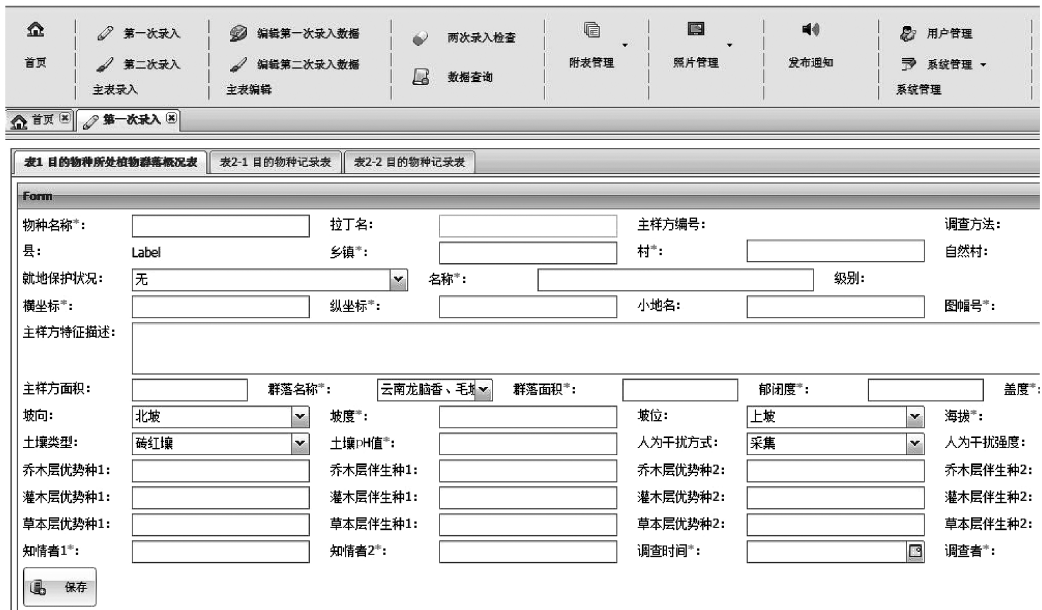 第一次录入 编辑第一次录入数据 两次录入检查 用户管理
首页 第二次录入 编辑第二次录入数据 数据查询 附表管理 照片管理 发布通知 系统管理
主表录入 主表编辑 系统管理
首页 第一次录入
表1 目的物种所处植物群落概况表 表2-1 目的物种记录表 表2-2 目的物种记录表
Form
物种名称*: 拉丁名: 主样方编号: 调查方法:
县: Label 乡镇*: 村*: 自然村:
就地保护状况: 无 名称*: 级别:
横坐标*: 纵坐标*: 小地名: 图幅号*:
主样方特征描述:
主样方面积: 群落名称*: 云南龙脑香、毛坡 群落面积*: 郁闭度*: 盖度*:
坡向: 北坡 坡度*: 坡位: 上坡 海拔*:
土壤类型: 砖红壤 土壤pH值*: 人为干扰方式: 采集 人为干扰强度:
乔木层优势种1: 乔木层伴生种1: 乔木层优势种2: 乔木层伴生种2:
灌木层优势种1: 灌木层伴生种1: 灌木层优势种2: 灌木层伴生种2:
草本层优势种1: 草本层伴生种1: 草本层优势种2: 草本层伴生种2:
知情者1*: 知情者2*: 调查时间*: 调查者*:
保存